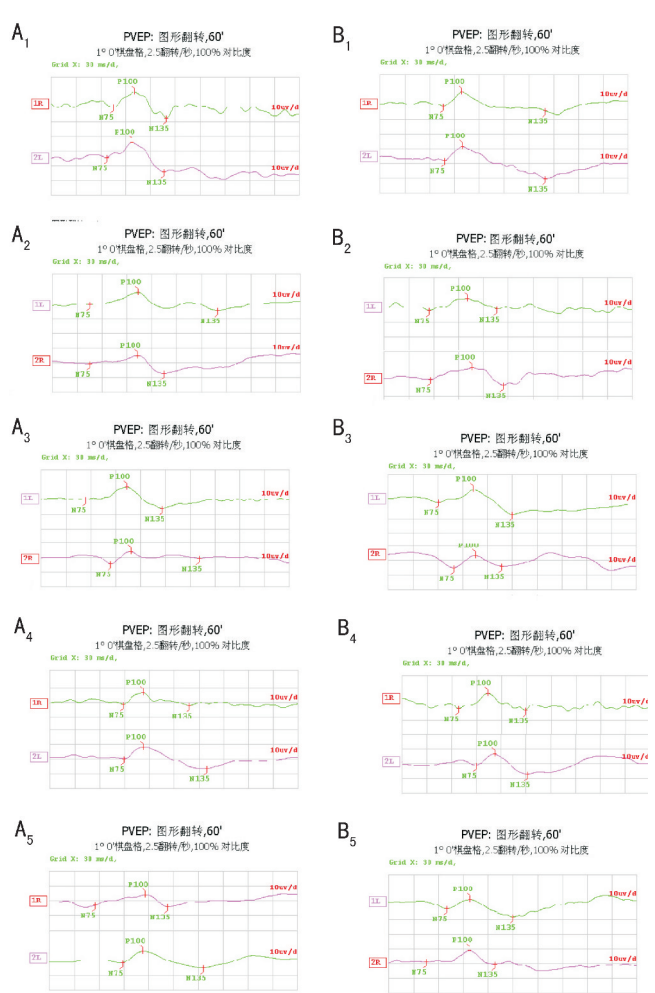 A1
PVEP: 图形翻转,60'
1° 0'棋盘格,2.5翻转/秒,100% 对比度
Grid X: 30 ms/d,
P100
1R
10uv/d
N75
N135
P100
2L
10uv/d
N75
N135
B1
PVEP: 图形翻转,60'
1° 0'棋盘格,2.5翻转/秒,100% 对比度
Grid X: 30 ms/d,
P100
1R
10uv/d
N75
N135
P100
2L
10uv/d
N75
N135
A2
PVEP: 图形翻转,60'
1° 0'棋盘格,2.5翻转/秒,100% 对比度
Grid X: 30 ms/d,
P100
1L
10uv/d
N75
N135
P100
2R
10uv/d
N75
N135
B2
PVEP: 图形翻转,60'
1° 0'棋盘格,2.5翻转/秒,100% 对比度
Grid X: 30 ms/d,
P100
1L
10uv/d
N75
N135
P100
2R
10uv/d
N75
N135
A3
PVEP: 图形翻转,60'
1° 0'棋盘格,2.5翻转/秒,100% 对比度
Grid X: 30 ms/d,
P100
1L
10uv/d
N75
N135
P100
2R
10uv/d
N75
N135
B3
PVEP: 图形翻转,60'
1° 0'棋盘格,2.5翻转/秒,100% 对比度
Grid X: 30 ms/d,
P100
1L
10uv/d
N75
N135
P100
2R
10uv/d
N75
N135
A4
PVEP: 图形翻转,60'
1° 0'棋盘格,2.5翻转/秒,100% 对比度
Grid X: 30 ms/d,
P100
1R
10uv/d
N75
N135
P100
2L
10uv/d
N75
N135
B4
PVEP: 图形翻转,60'
1° 0'棋盘格,2.5翻转/秒,100% 对比度
Grid X: 30 ms/d,
P100
1R
10uv/d
N75
N135
P100
2L
10uv/d
N75
N135
A5
PVEP: 图形翻转,60'
1° 0'棋盘格,2.5翻转/秒,100% 对比度
Grid X: 30 ms/d,
P100
1R
10uv/d
N75
N135
P100
2L
10uv/d
N75
N135
B5
PVEP: 图形翻转,60'
1° 0'棋盘格,2.5翻转/秒,100% 对比度
Grid X: 30 ms/d,
P100
1L
10uv/d
N75
N135
P100
2R
10uv/d
N75
N135